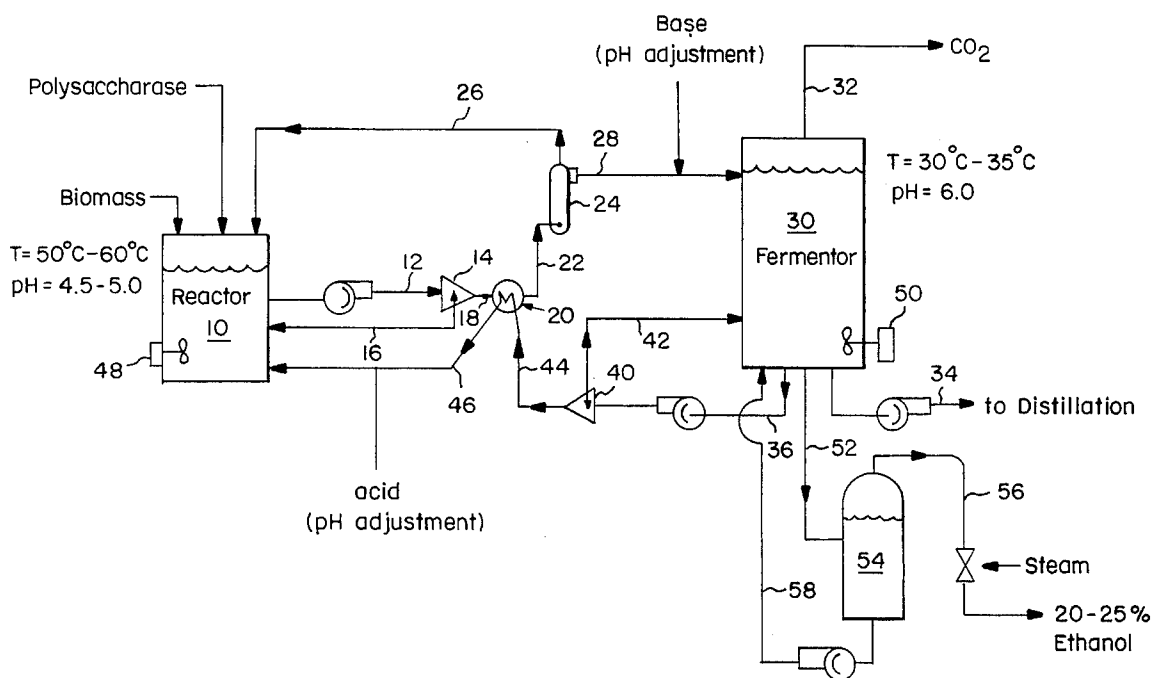 Base
(pH adjustment)
CO2
32
Polysaccharase
26
28
T = 30°C-35°C
pH = 6.0
24
Biomass
30
Fermentor
T = 50°C-60°C
pH = 4.5-5.0
12
14
22
Reactor
10
18
20
50
16
42
48
44
40
46
34
to Distillation
36
52
acid
(pH adjustment)
56
54
Steam
58
20-25%
Ethanol